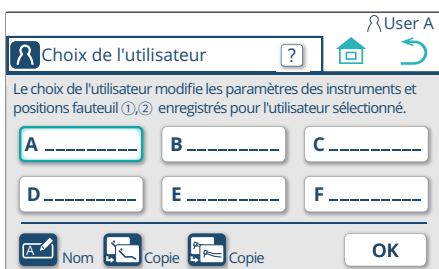 User A
Choix de l'utilisateur ?
Le choix de l'utilisateur modifie les paramètres des instruments et
positions fauteuil ①,② enregistrés pour l'utilisateur sélectionné.
A _________ B _________ C _________
D _________ E _________ F _________
A Nom Copie Copie OK